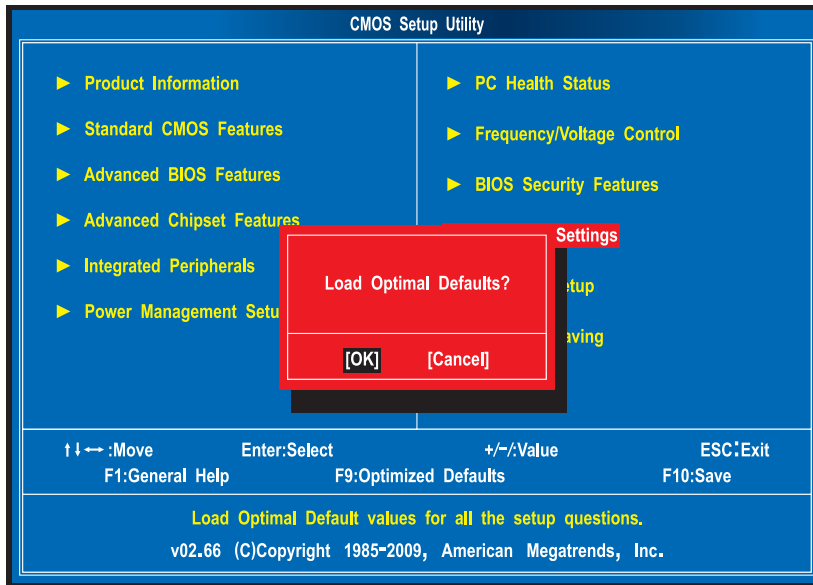 CMOS Setup Utility
► Product Information
► Standard CMOS Features
► Advanced BIOS Features
► Advanced Chipset Features
► Integrated Peripherals
► Power Management Setu
► PC Health Status
► Frequency/Voltage Control
► BIOS Security Features
Settings
etup
aving
Load Optimal Defaults?
[OK] [Cancel]
↑↓↔ :Move Enter:Select +/-/:Value ESC:Exit
F1:General Help F9:Optimized Defaults F10:Save
Load Optimal Default values for all the setup questions.
v02.66 (C)Copyright 1985-2009, American Megatrends, Inc.